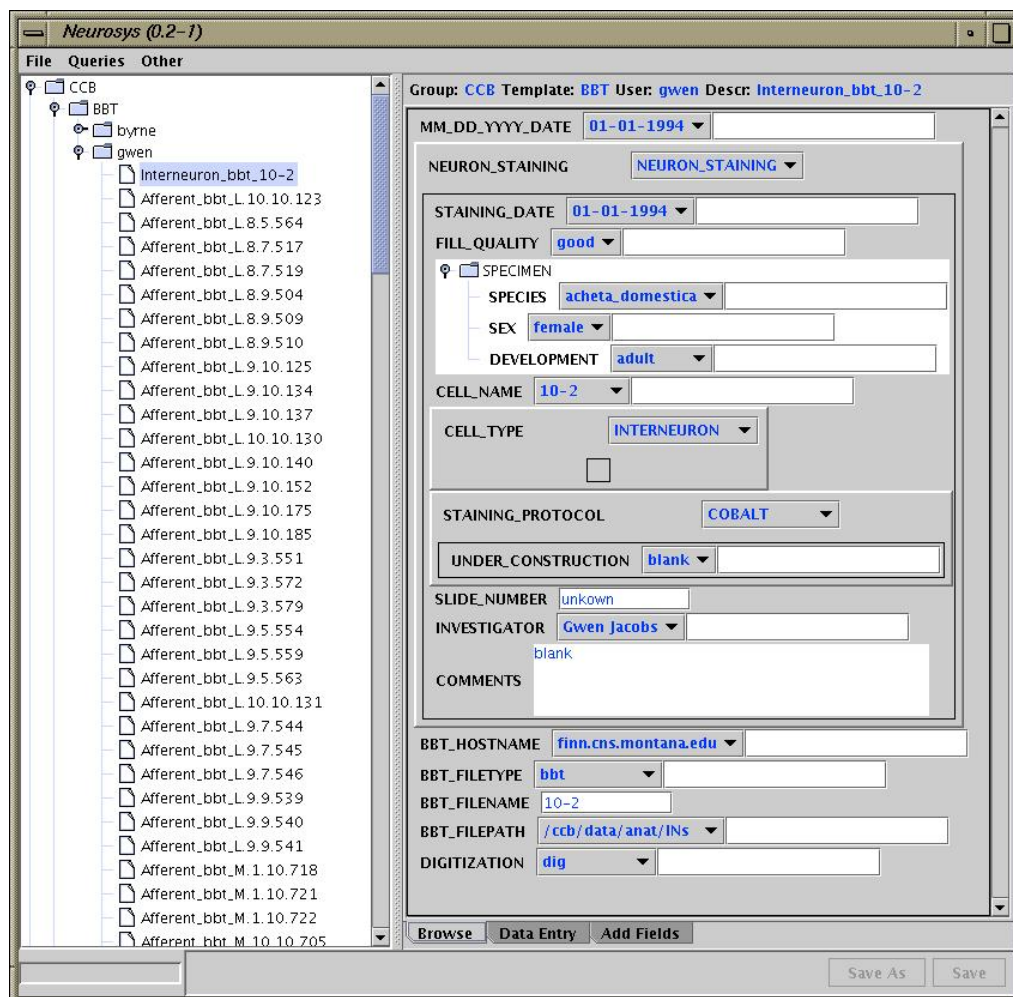 Neurosys (0.2-1)
File Queries Other
CCB
BBT
byrne
gwen
Interneuron_bbt_10-2
Afferent_bbt_L.10.10.123
Afferent_bbt_L.8.5.564
Afferent_bbt_L.8.7.517
Afferent_bbt_L.8.7.519
Afferent_bbt_L.8.9.504
Afferent_bbt_L.8.9.509
Afferent_bbt_L.8.9.510
Afferent_bbt_L.9.10.125
Afferent_bbt_L.9.10.134
Afferent_bbt_L.9.10.137
Afferent_bbt_L.10.10.130
Afferent_bbt_L.9.10.140
Afferent_bbt_L.9.10.152
Afferent_bbt_L.9.10.175
Afferent_bbt_L.9.10.185
Afferent_bbt_L.9.3.551
Afferent_bbt_L.9.3.572
Afferent_bbt_L.9.3.579
Afferent_bbt_L.9.5.554
Afferent_bbt_L.9.5.559
Afferent_bbt_L.9.5.563
Afferent_bbt_L.10.10.131
Afferent_bbt_L.9.7.544
Afferent_bbt_L.9.7.545
Afferent_bbt_L.9.7.546
Afferent_bbt_L.9.9.539
Afferent_bbt_L.9.9.540
Afferent_bbt_L.9.9.541
Afferent_bbt_M.1.10.718
Afferent_bbt_M.1.10.721
Afferent_bbt_M.1.10.722
Afferent_bbt_M.10.10.705
Group: CCB Template: BBT User: gwen Descr: Interneuron_bbt_10-2
MM_DD_YYYY_DATE 01-01-1994
NEURON_STAINING NEURON_STAINING
STAINING_DATE 01-01-1994
FILL_QUALITY good
SPECIMEN
SPECIES acheta_domestica
SEX female
DEVELOPMENT adult
CELL_NAME 10-2
CELL_TYPE INTERNEURON
STAINING_PROTOCOL COBALT
UNDER_CONSTRUCTION blank
SLIDE_NUMBER unkown
INVESTIGATOR Gwen Jacobs
blank
COMMENTS
BBT_HOSTNAME finn.cns.montana.edu
BBT_FILETYPE bbt
BBT_FILENAME 10-2
BBT_FILEPATH /ccb/data/anat/INs
DIGITIZATION dig
Browse Data Entry Add Fields
Save As Save